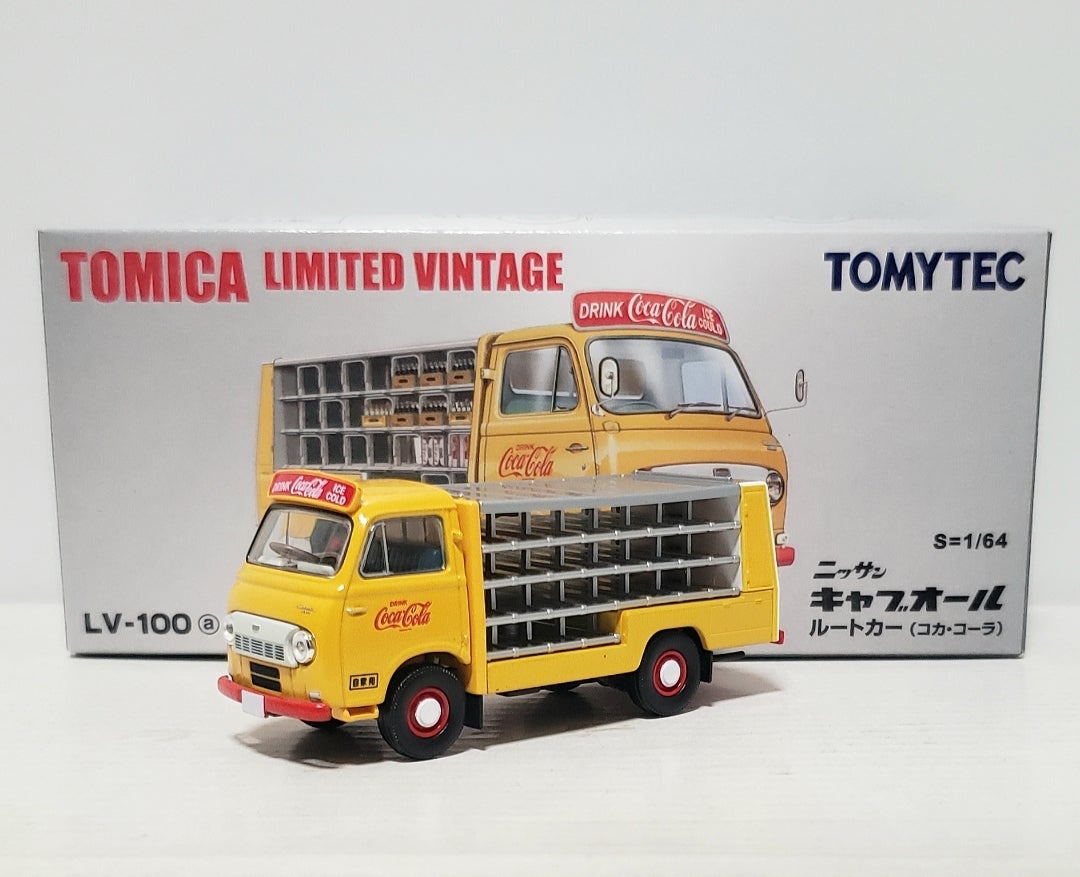 TOMICA LIMITED VINTAGE
TOMYTEC
DRINK Coca-Cola ICE COULD
DRINK
Coca-Cola
S=1/64
ニッサン
キャブオール
ルートカー (コカ・コーラ)
LV-100 ⓐ
DRINK Coca-Cola ICE COLD
DRINK
Coca-Cola
自家用